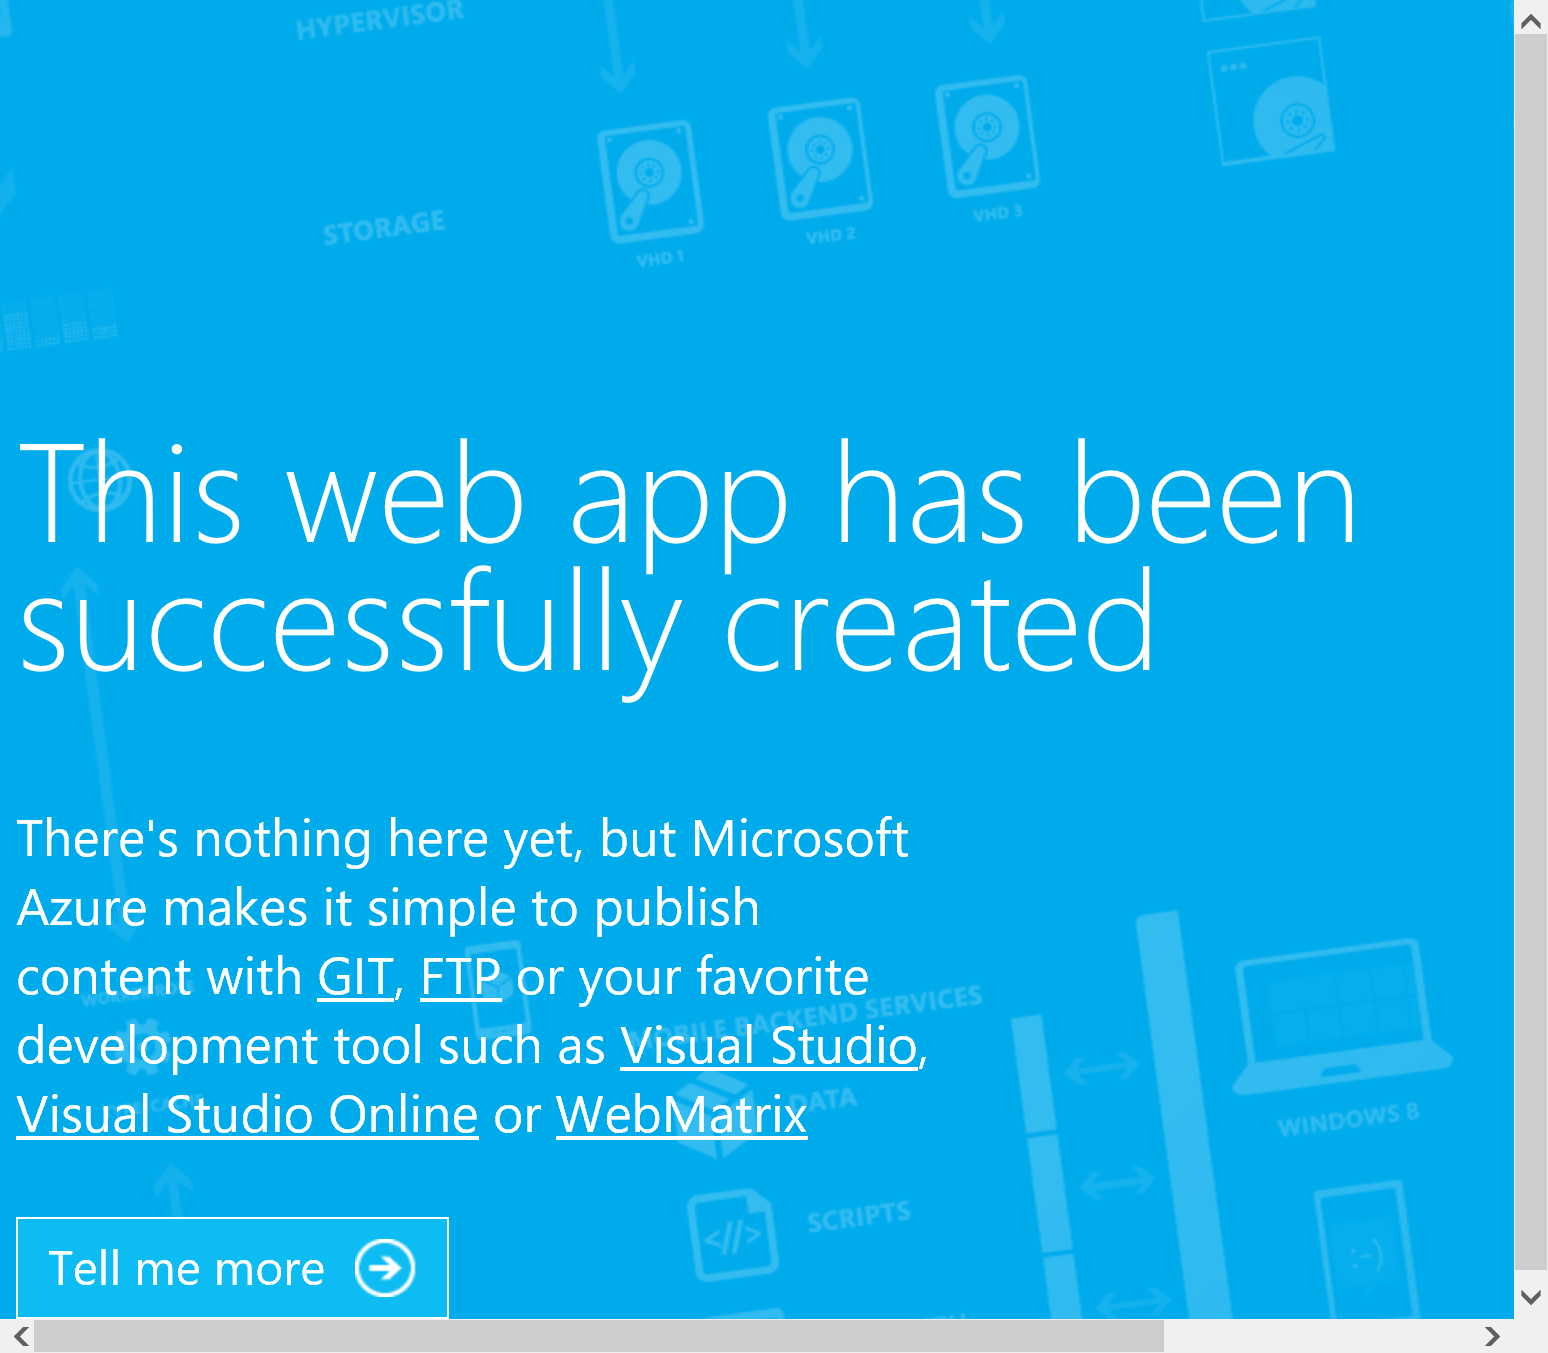 HYPERVISOR
STORAGE
VHD 1
VHD 2
VHD 3
This web app has been
successfully created
There's nothing here yet, but Microsoft
Azure makes it simple to publish
content with GIT, FTP or your favorite
development tool such as Visual Studio,
Visual Studio Online or WebMatrix
WORKER ROLE
MOBILE BACKEND SERVICES
DATA
WINDOWS 8
SCRIPTS
</>
:-)
Tell me more